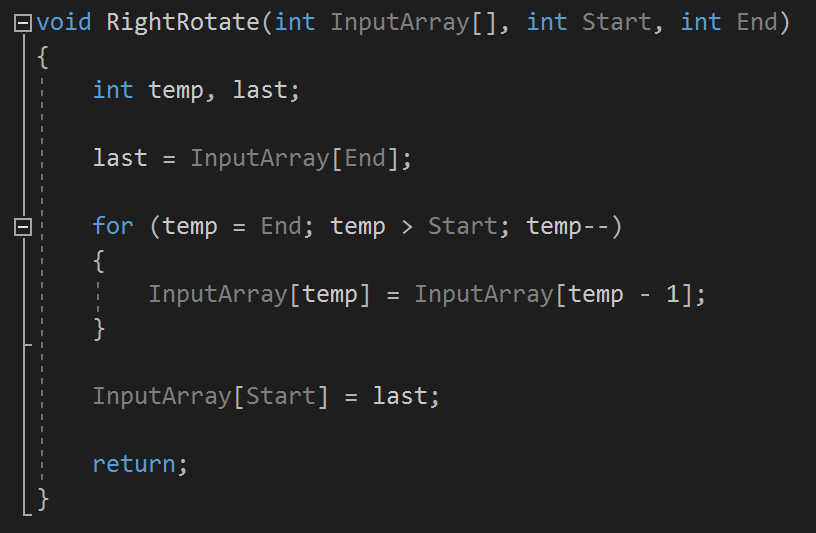 void RightRotate(int InputArray[], int Start, int End)
{
    int temp, last;
    last = InputArray[End];
    for (temp = End; temp > Start; temp--)
    {
        InputArray[temp] = InputArray[temp - 1];
    }
    InputArray[Start] = last;
    return;
}